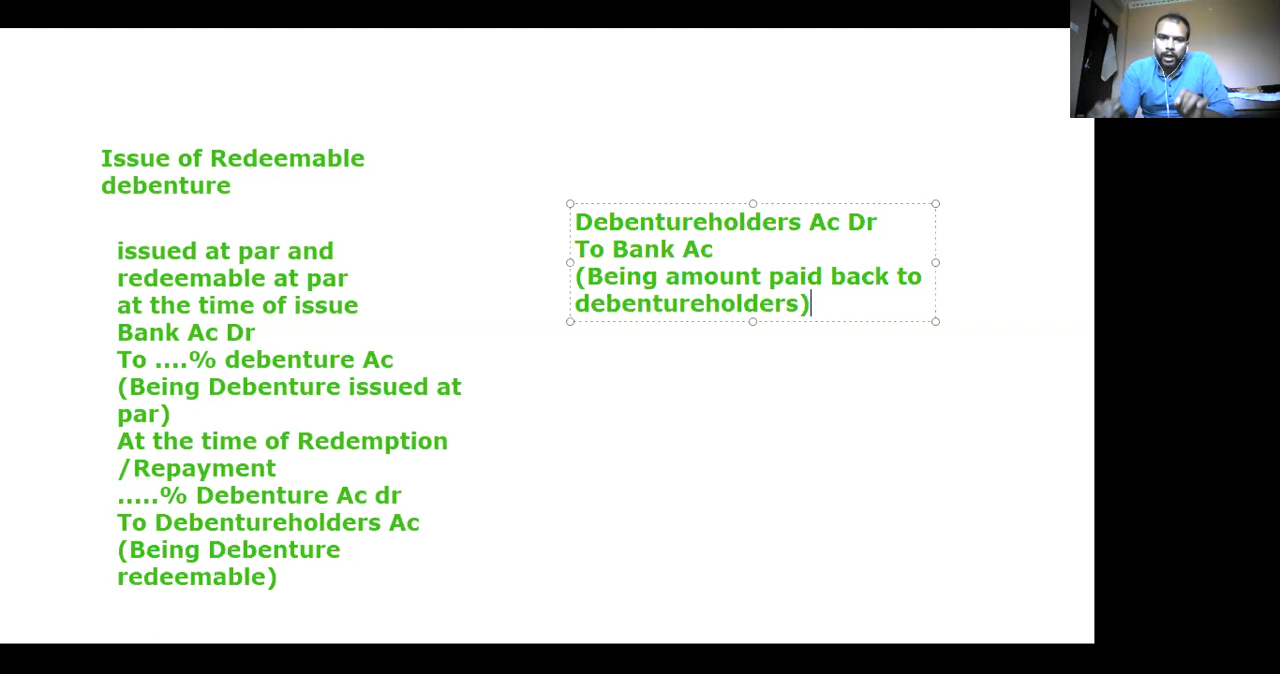 Issue of Redeemable
debenture
issued at par and
redeemable at par
at the time of issue
Bank Ac Dr
To ....% debenture Ac
(Being Debenture issued at
par)
At the time of Redemption
/Repayment
.....% Debenture Ac dr
To Debentureholders Ac
(Being Debenture
redeemable)
Debentureholders Ac Dr
To Bank Ac
(Being amount paid back to
debentureholders)